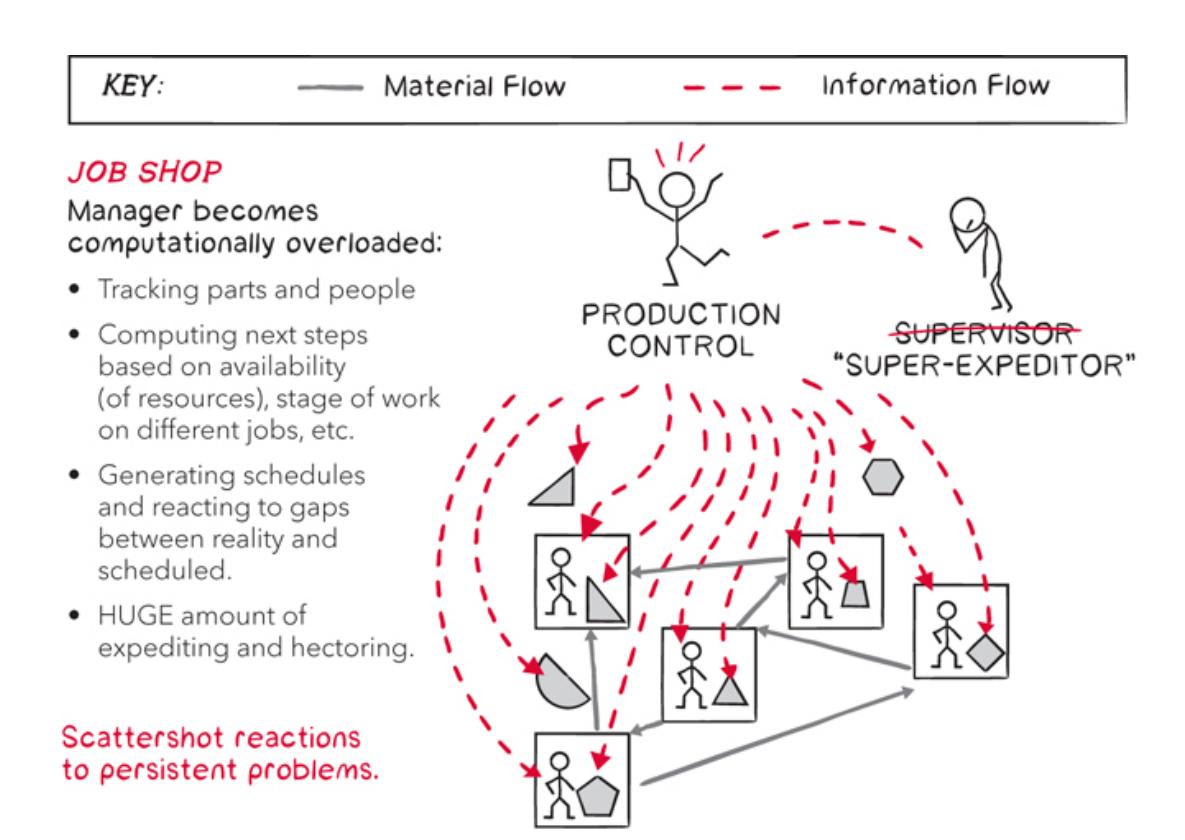 KEY: Material Flow Information Flow
JOB SHOP
Manager becomes
computationally overloaded:
• Tracking parts and people
• Computing next steps
based on availability
(of resources), stage of work
on different jobs, etc.
• Generating schedules
and reacting to gaps
between reality and
scheduled.
• HUGE amount of
expediting and hectoring.
Scattershot reactions
to persistent problems.
PRODUCTION
CONTROL
SUPERVISOR
“SUPER-EXPEDITOR”